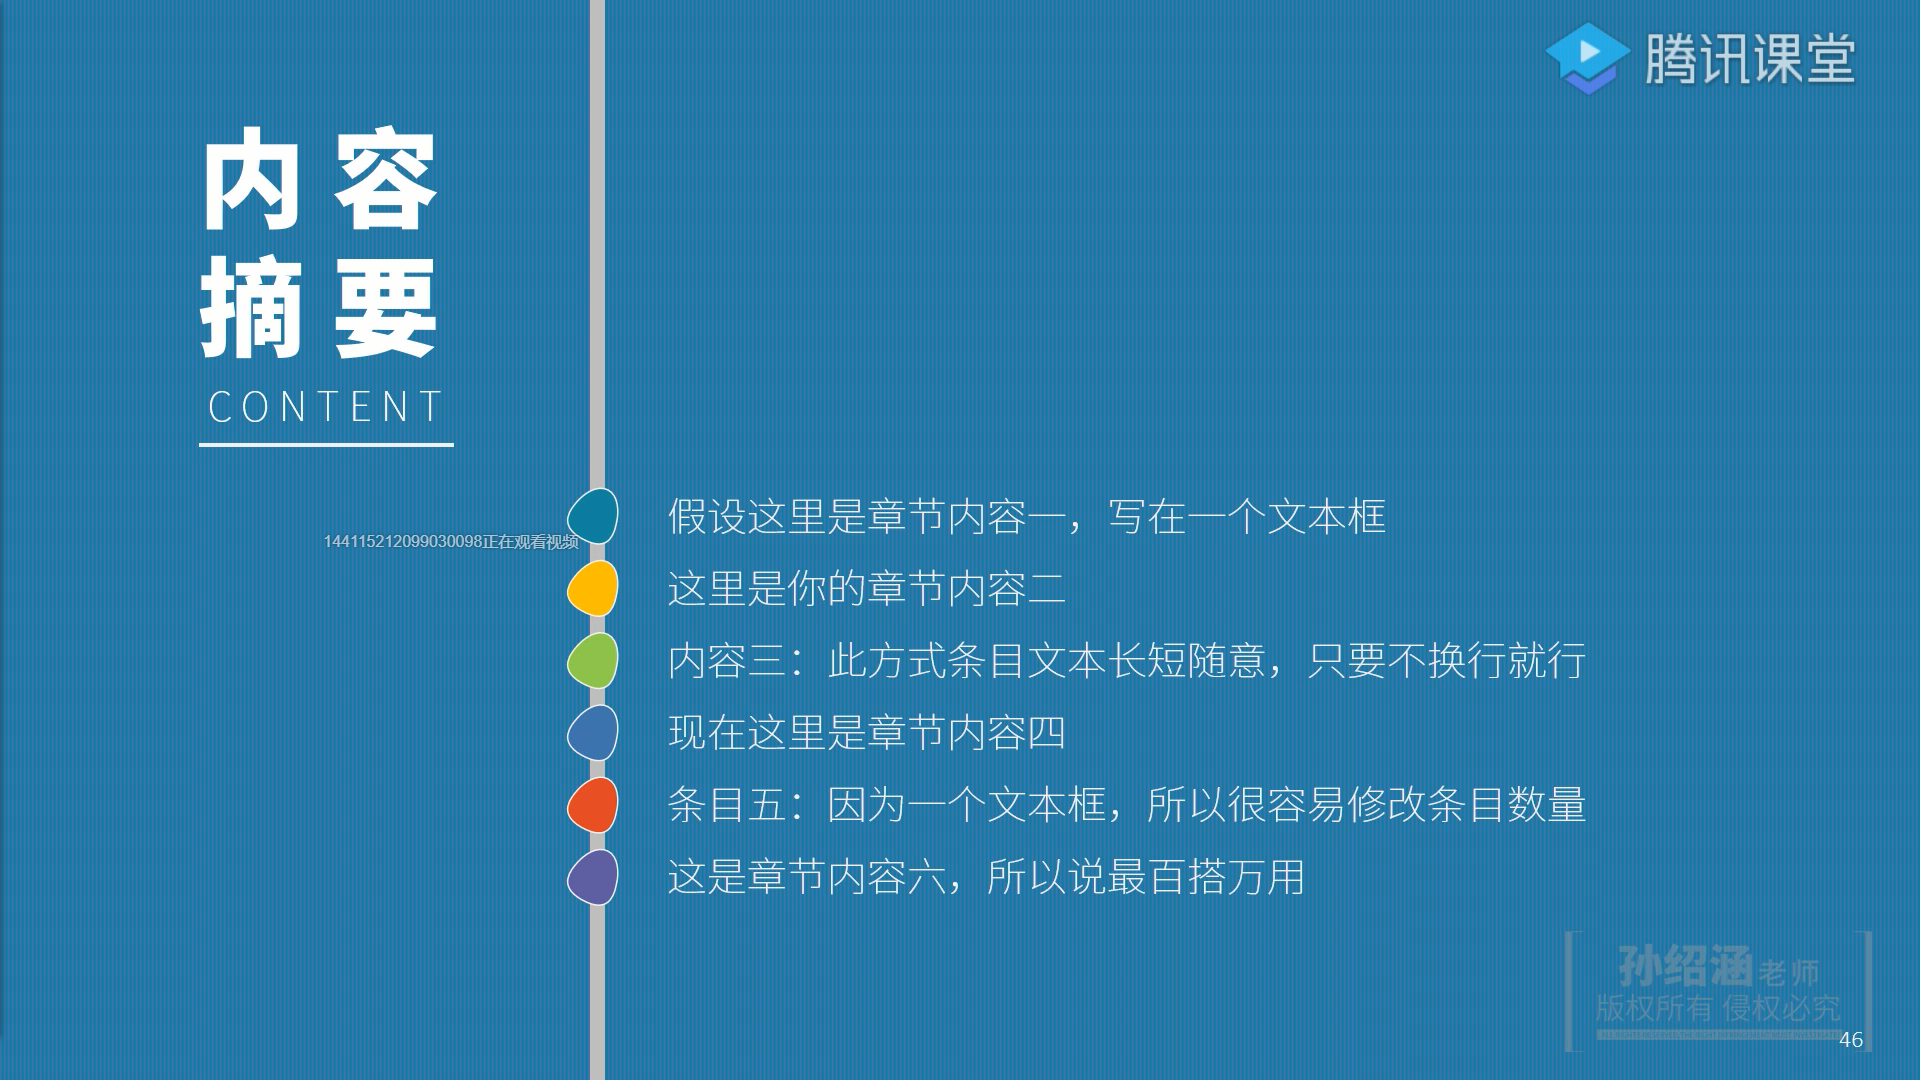 腾讯课堂
内容
摘要
CONTENT
假设这里是章节内容一，写在一个文本框
144115212099030098正在观看视频
这里是你的章节内容二
内容三：此方式条目文本长短随意，只要不换行就行
现在这里是章节内容四
条目五：因为一个文本框，所以很容易修改条目数量
这是章节内容六，所以说最百搭万用
孙绍涵老师
版权所有 侵权必究
46